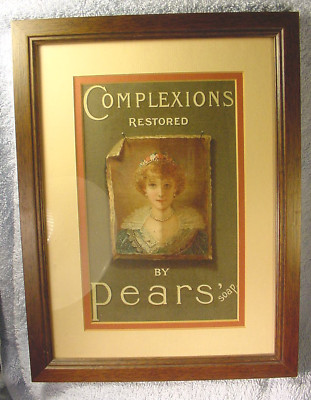 COMPLEXIONS
RESTORED
BY
Pears' soap